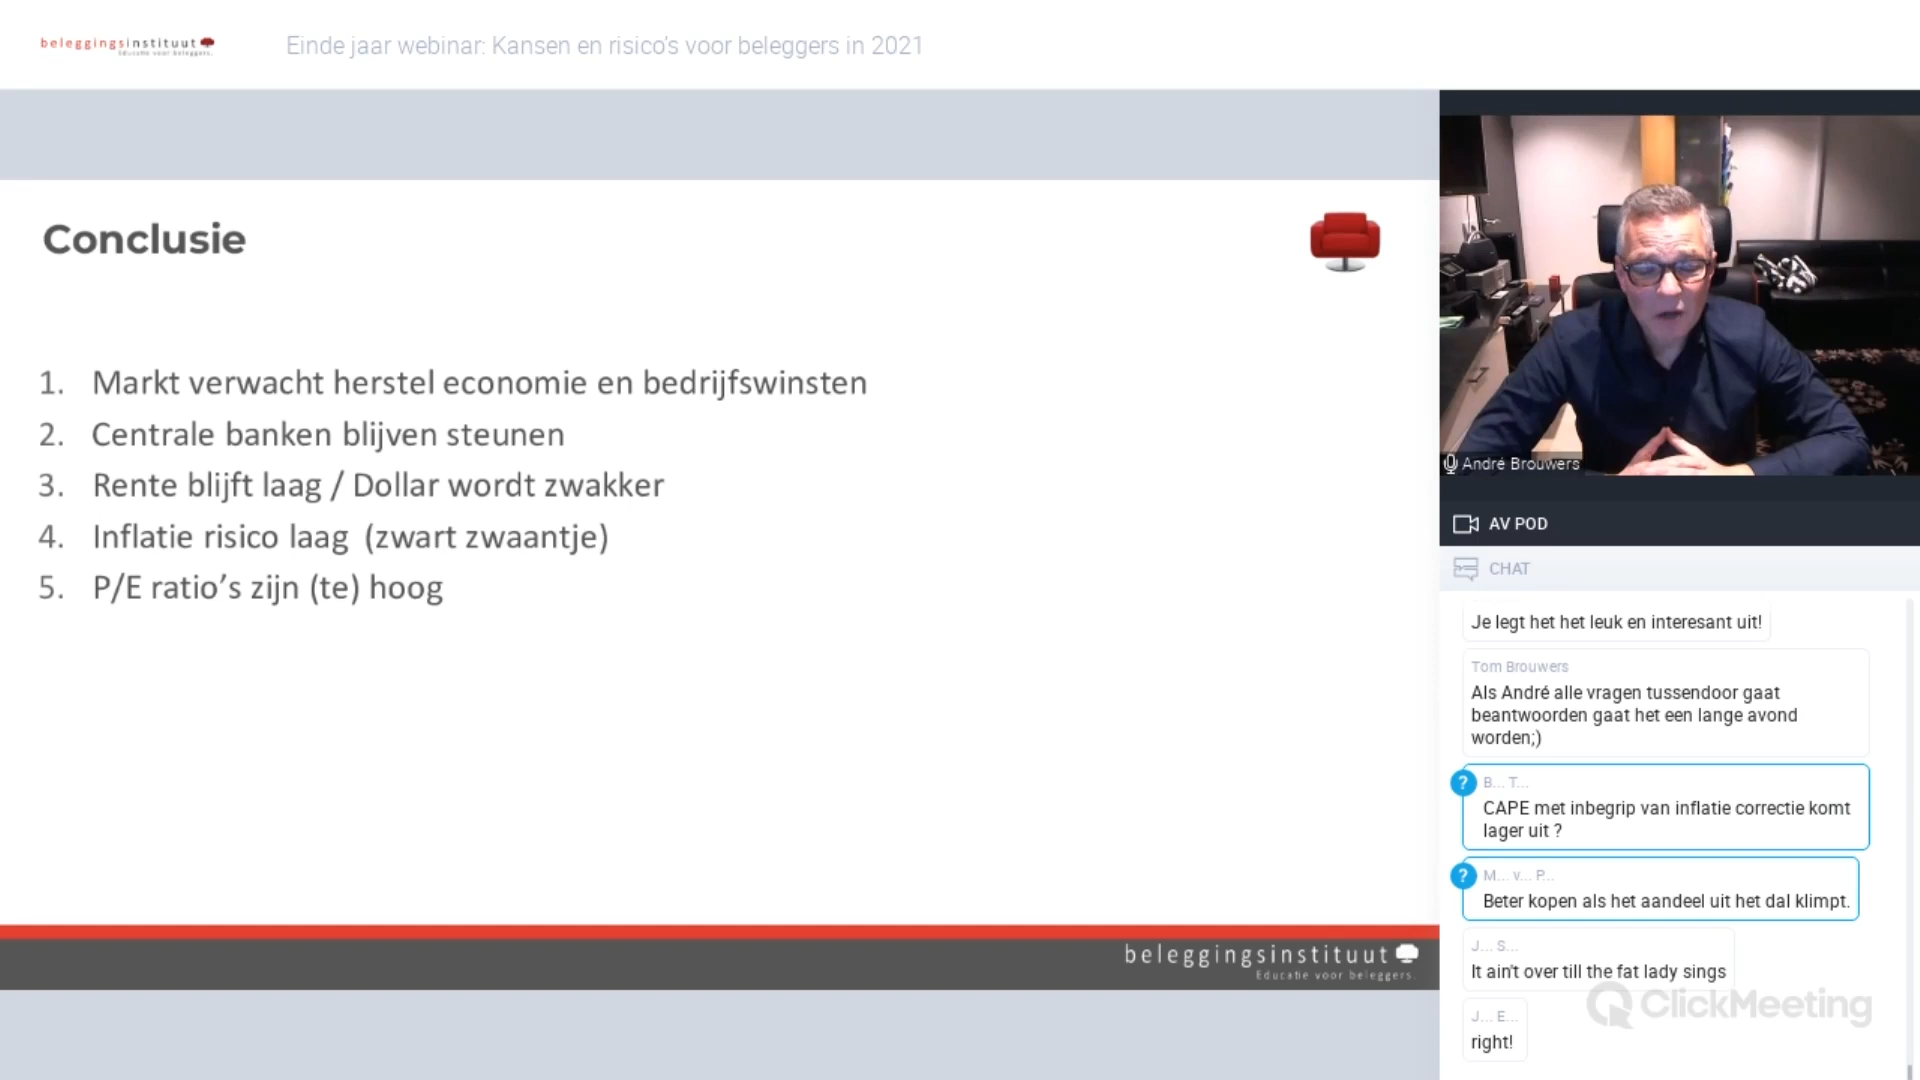 beleggingsinstituut
Educatie voor beleggers.
Einde jaar webinar: Kansen en risico's voor beleggers in 2021
Conclusie
1. Markt verwacht herstel economie en bedrijfswinsten
2. Centrale banken blijven steunen
3. Rente blijft laag / Dollar wordt zwakker
4. Inflatie risico laag (zwart zwaantje)
5. P/E ratio’s zijn (te) hoog
beleggingsinstituut
Educatie voor beleggers.
André Brouwers
AV POD
CHAT
Je legt het het leuk en interesant uit!
Tom Brouwers
Als André alle vragen tussendoor gaat
beantwoorden gaat het een lange avond
worden;)
? B... T...
CAPE met inbegrip van inflatie correctie komt
lager uit ?
? M... v... P...
Beter kopen als het aandeel uit het dal klimpt.
J... S...
It ain't over till the fat lady sings
ClickMeeting
J... E...
right!